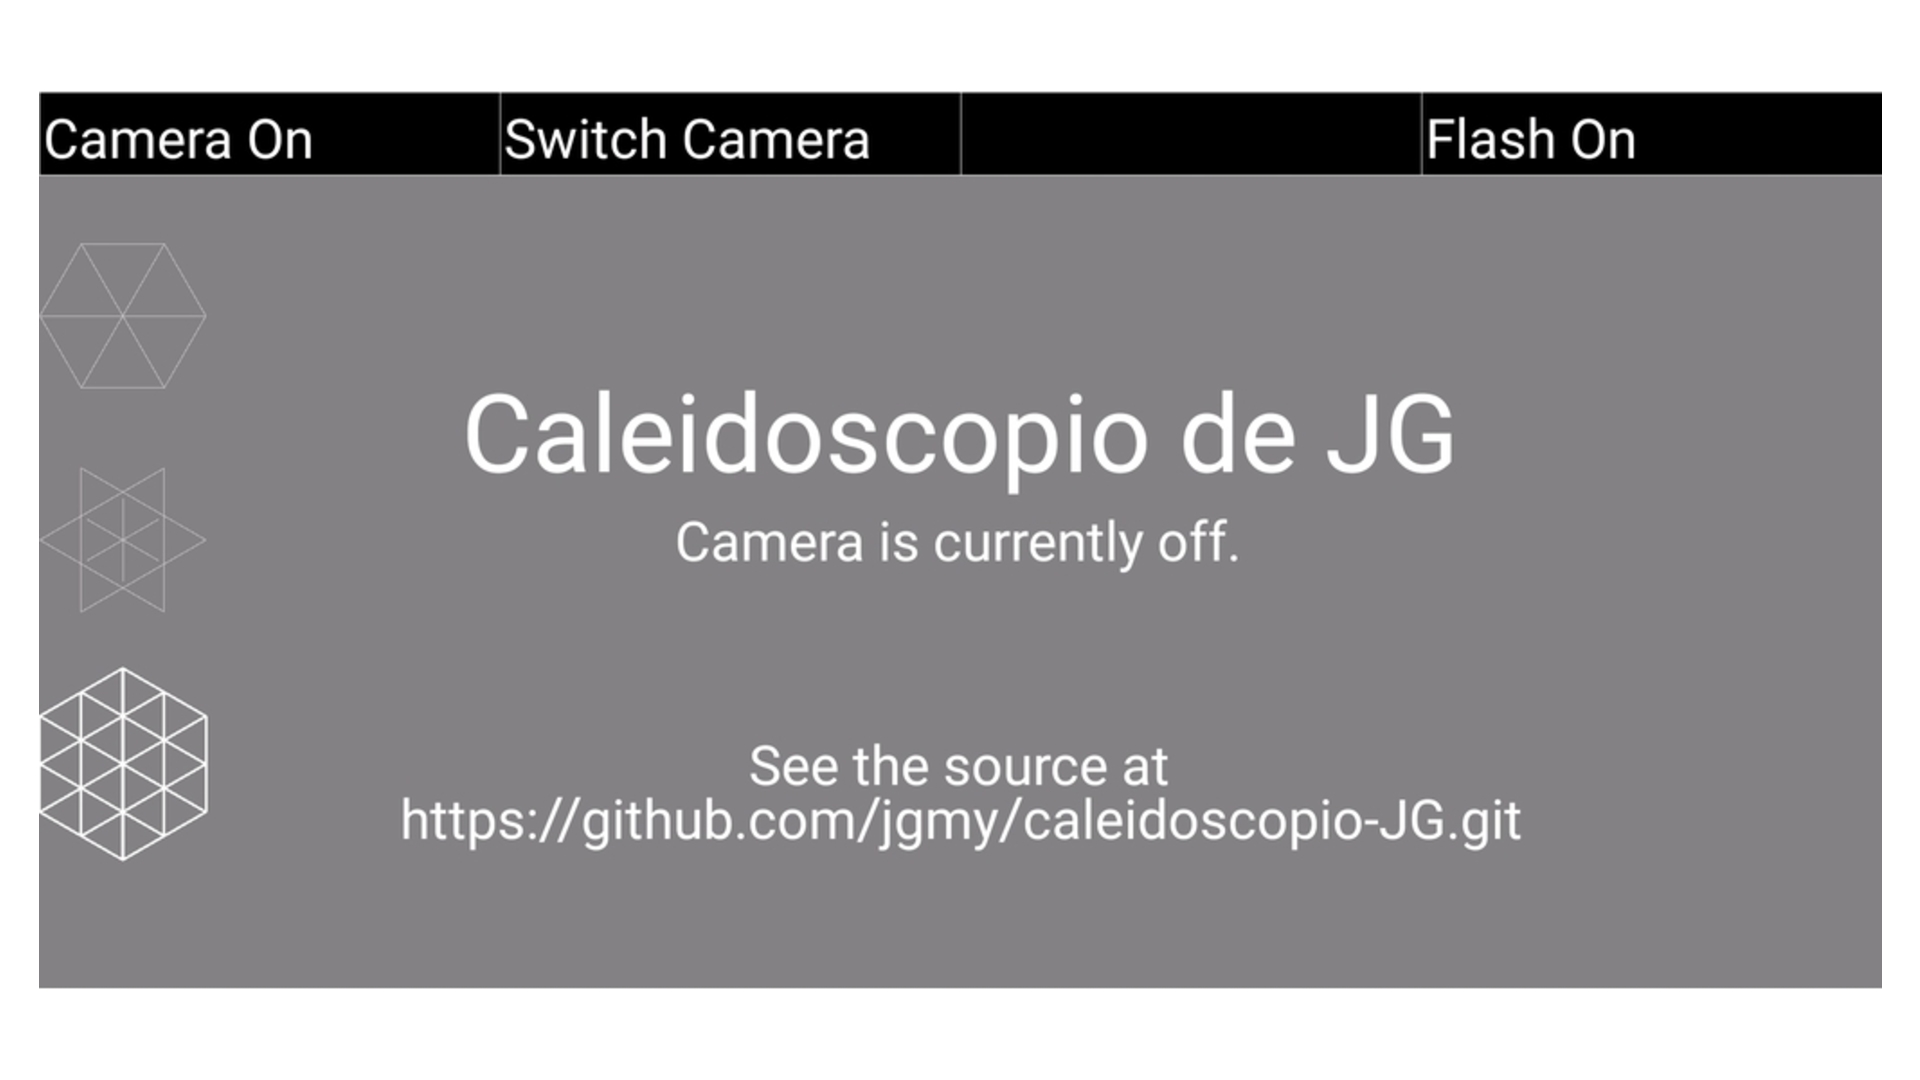 Camera On
Switch Camera
Flash On
Caleidoscopio de JG
Camera is currently off.
See the source at
https://github.com/jgmy/caleidoscopio-JG.git